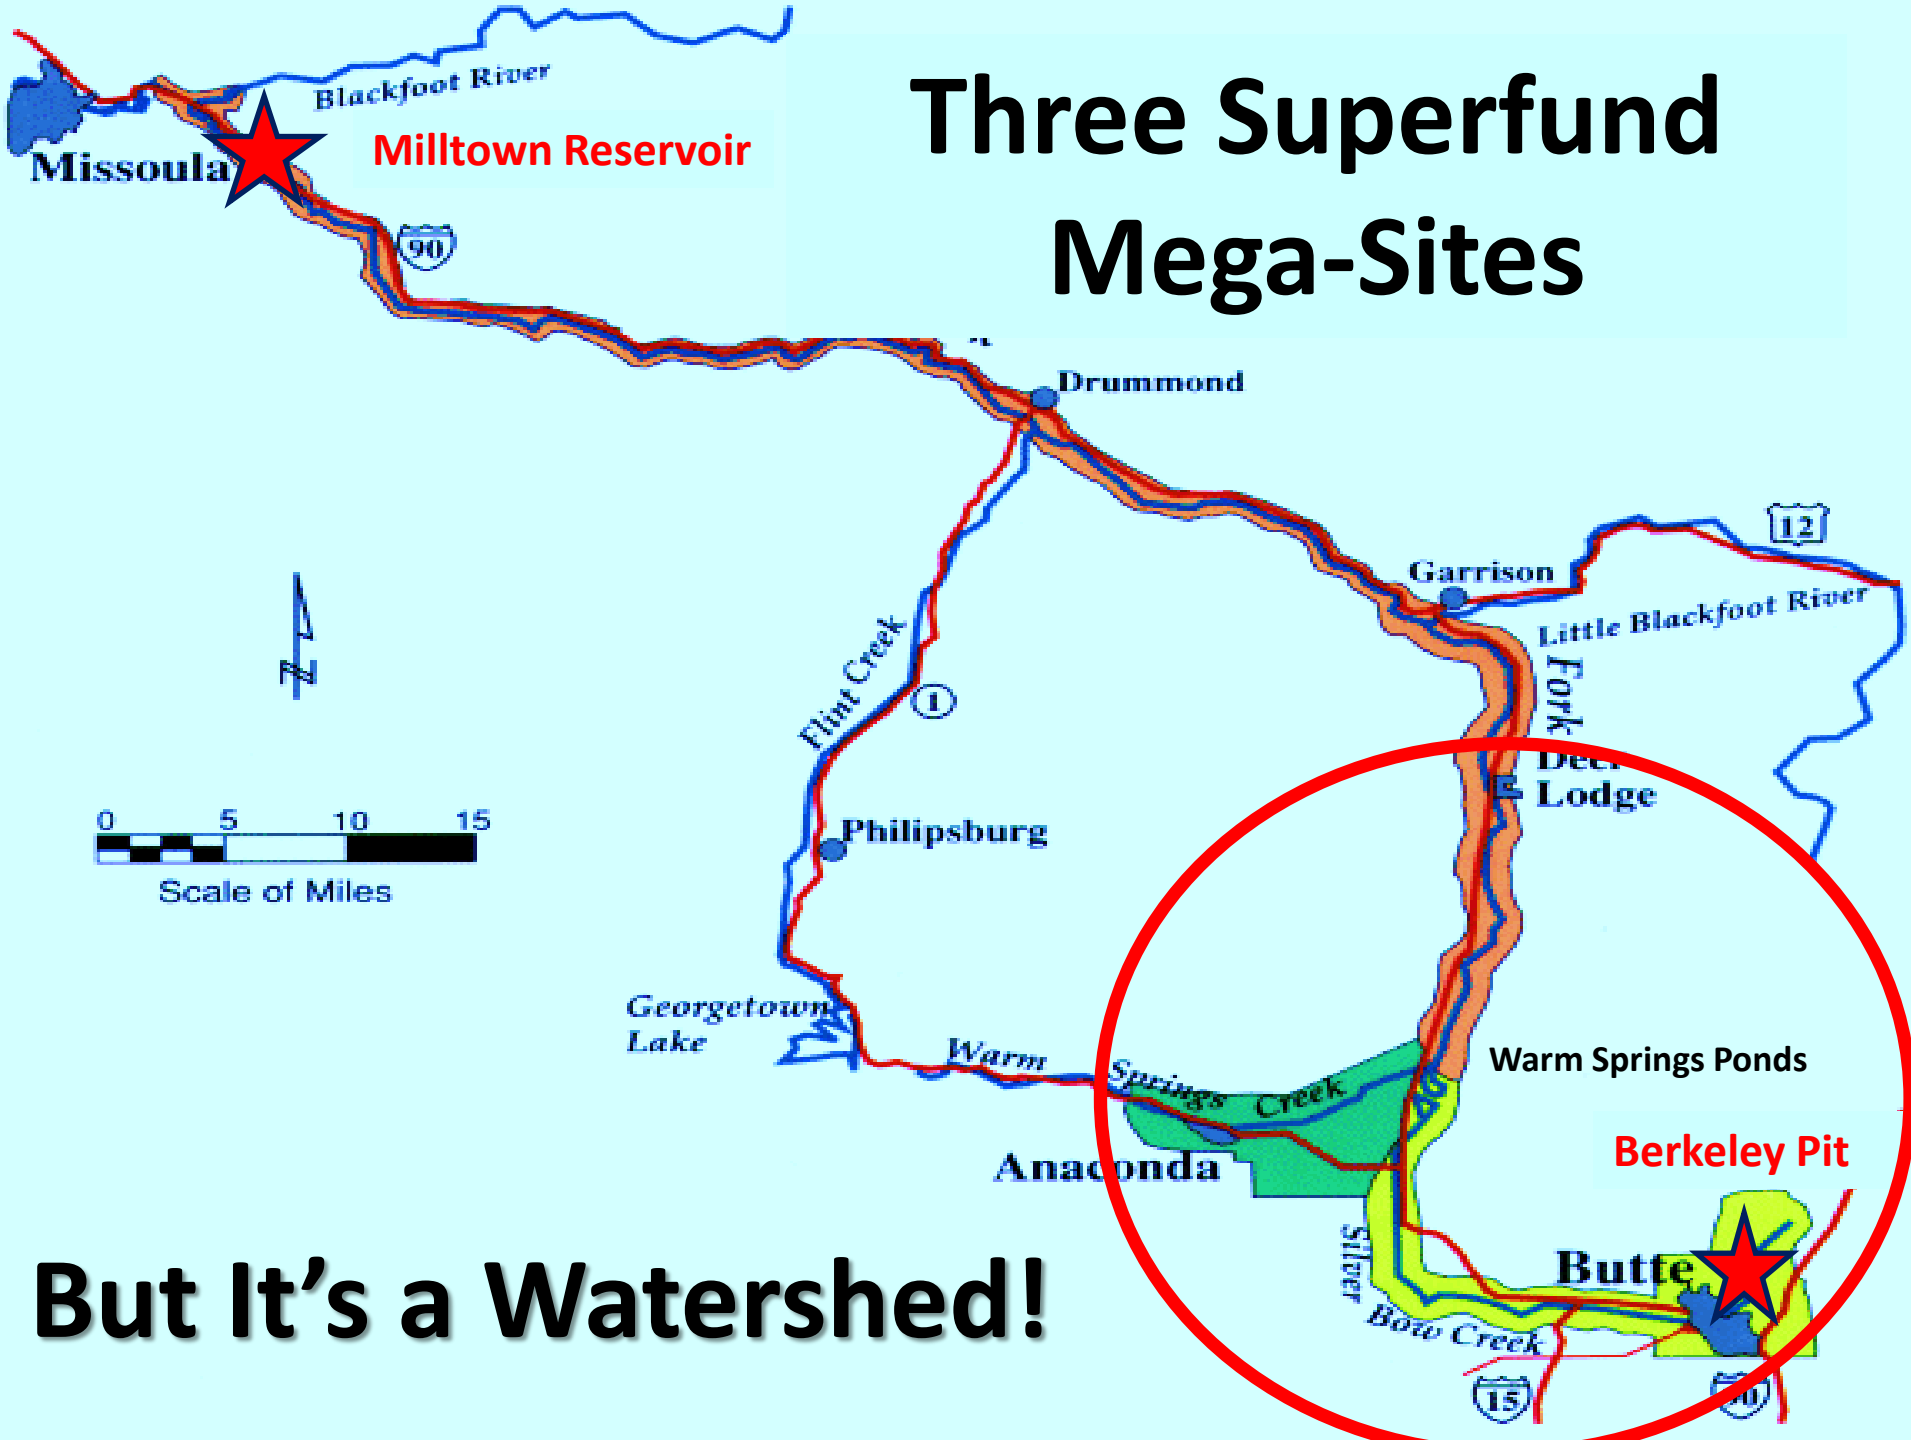 Three Superfund
Mega-Sites
Blackfoot River
Milltown Reservoir
Missoula
90
Drummond
12
Garrison
Little Blackfoot River
Fork
Flint Creek
1
Lodge
0 5 10 15
Scale of Miles
Philipsburg
Georgetown
Lake
Warm Springs Creek
Warm Springs Ponds
Anaconda
Berkeley Pit
Silver Bow Creek
Butte
But It's a Watershed!
15
N